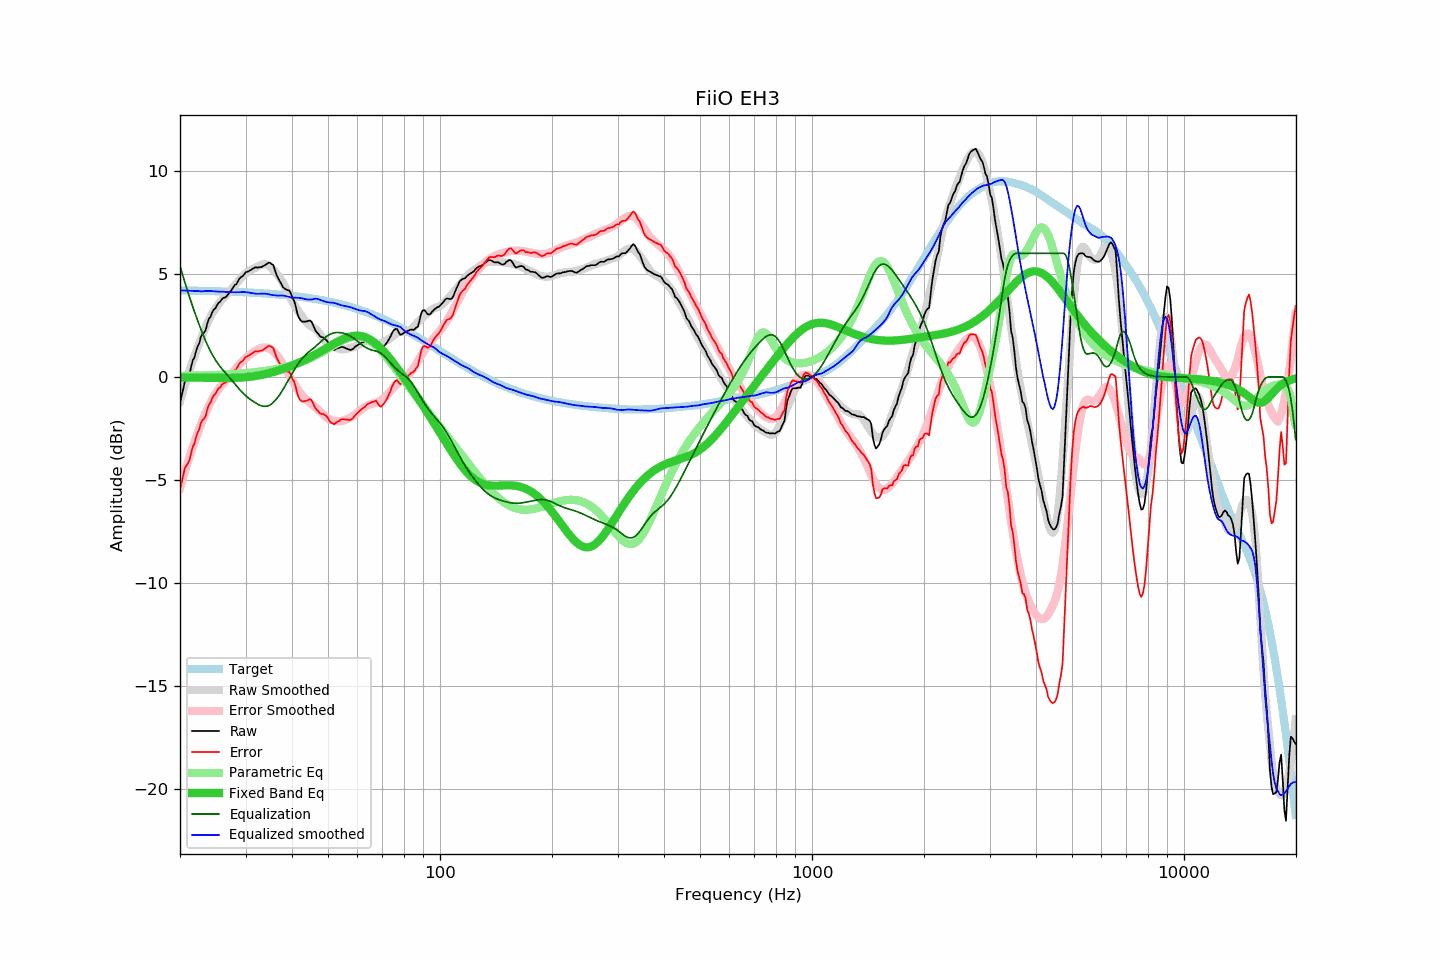 FiiO EH3
Amplitude (dBr)
10
5
0
−5
−10
−15
−20
Target
Raw Smoothed
Error Smoothed
Raw
Error
Parametric Eq
Fixed Band Eq
Equalization
Equalized smoothed
100
1000
10000
Frequency (Hz)